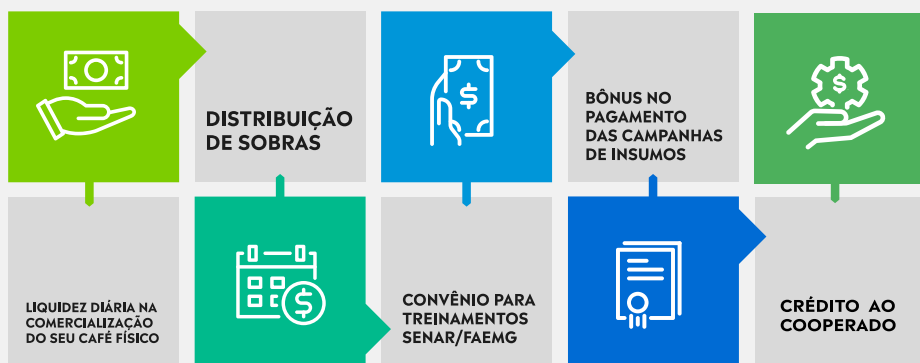 DISTRIBUIÇÃO
DE SOBRAS
BÔNUS NO
PAGAMENTO
DAS CAMPANHAS
DE INSUMOS
LIQUIDEZ DIÁRIA NA
COMERCIALIZAÇÃO
DO SEU CAFÉ FÍSICO
CONVÊNIO PARA
TREINAMENTOS
SENAR/FAEMG
CRÉDITO AO
COOPERADO